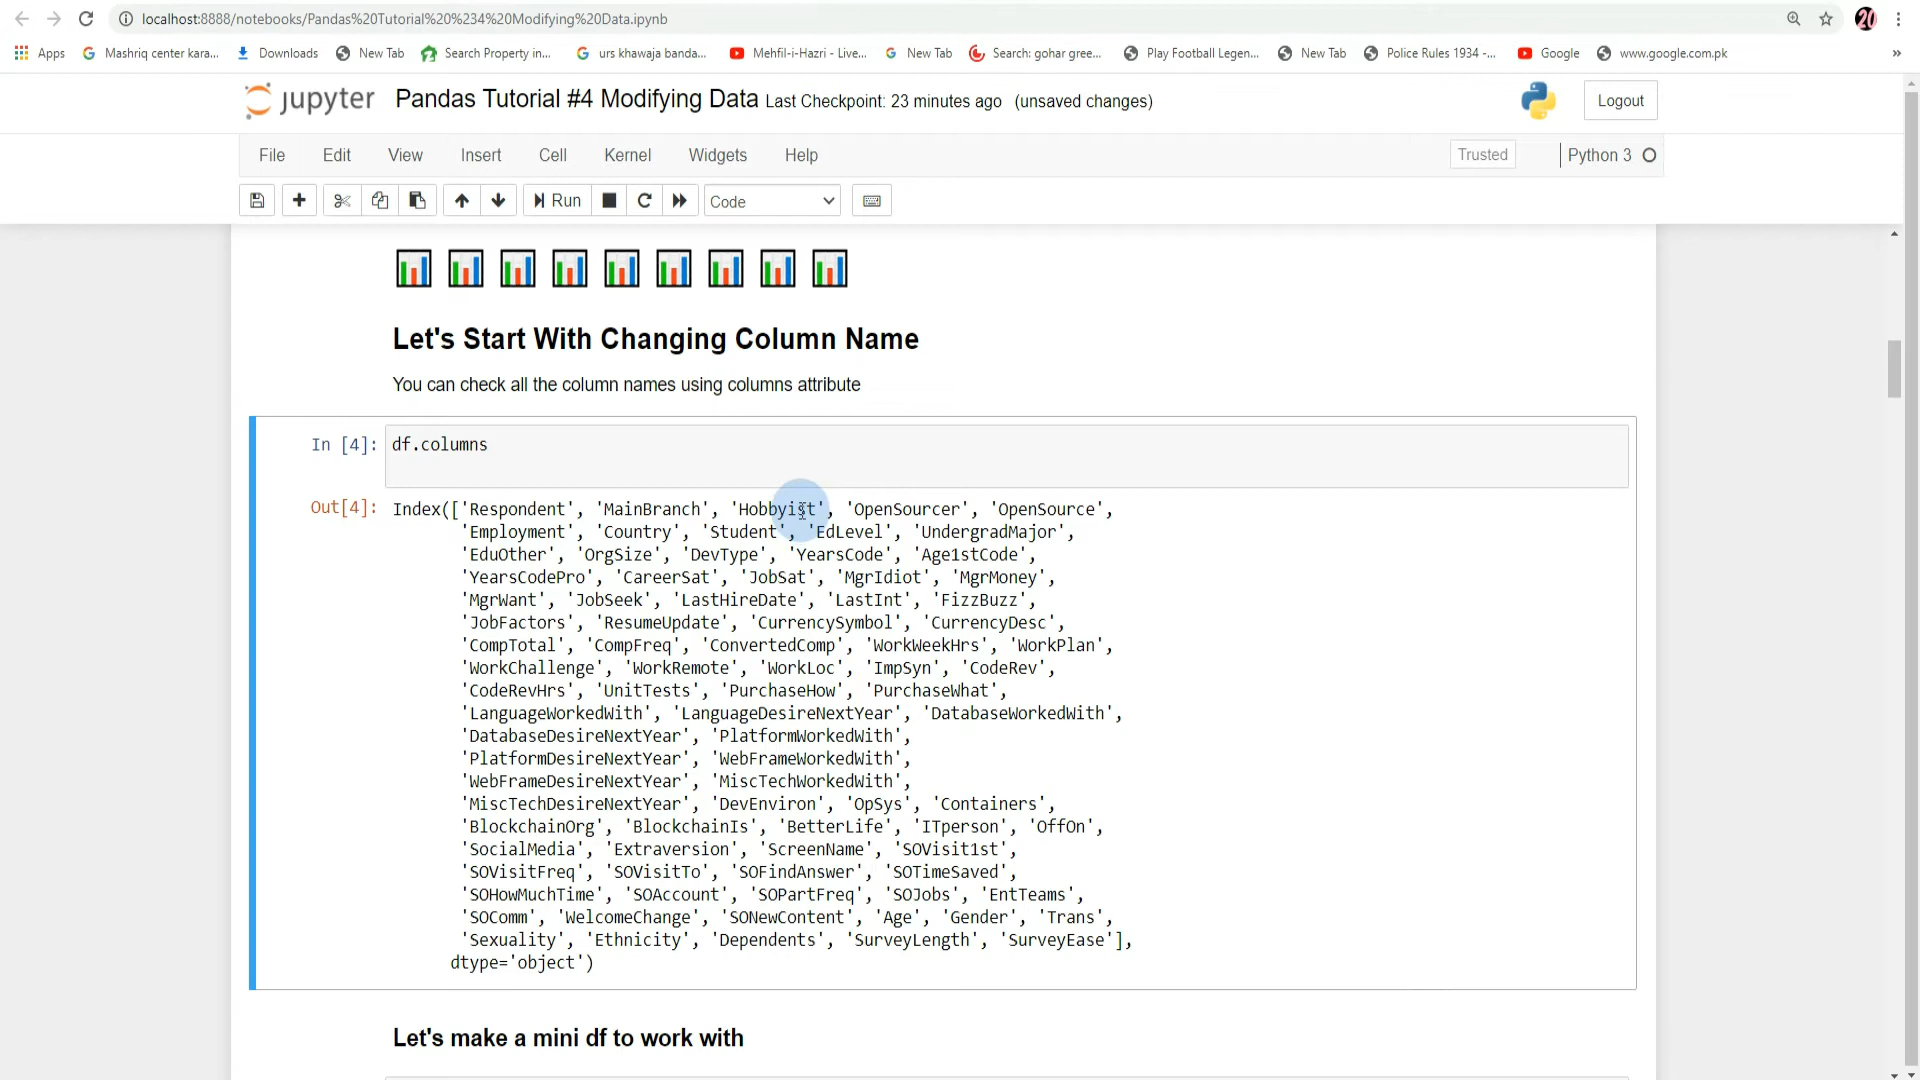 localhost:8888/notebooks/Pandas%20Tutorial%20%234%20Modifying%20Data.ipynb
20
Apps Mashriq center kara... Downloads New Tab Search Property in... urs khawaja banda... Mehfil-i-Hazri - Live... New Tab Search: gohar gree... Play Football Legen... New Tab Police Rules 1934 -... Google www.google.com.pk »
jupyter Pandas Tutorial #4 Modifying Data Last Checkpoint: 23 minutes ago (unsaved changes) Logout
File Edit View Insert Cell Kernel Widgets Help Trusted Python 3
Run Code
Let's Start With Changing Column Name
You can check all the column names using columns attribute
In [4]: df.columns
Out[4]: Index(['Respondent', 'MainBranch', 'Hobbyist', 'OpenSourcer', 'OpenSource',
'Employment', 'Country', 'Student', 'EdLevel', 'UndergradMajor',
'EduOther', 'OrgSize', 'DevType', 'YearsCode', 'Age1stCode',
'YearsCodePro', 'CareerSat', 'JobSat', 'MgrIdiot', 'MgrMoney',
'MgrWant', 'JobSeek', 'LastHireDate', 'LastInt', 'FizzBuzz',
'JobFactors', 'ResumeUpdate', 'CurrencySymbol', 'CurrencyDesc',
'CompTotal', 'CompFreq', 'ConvertedComp', 'WorkWeekHrs', 'WorkPlan',
'WorkChallenge', 'WorkRemote', 'WorkLoc', 'ImpSyn', 'CodeRev',
'CodeRevHrs', 'UnitTests', 'PurchaseHow', 'PurchaseWhat',
'LanguageWorkedWith', 'LanguageDesireNextYear', 'DatabaseWorkedWith',
'DatabaseDesireNextYear', 'PlatformWorkedWith',
'PlatformDesireNextYear', 'WebFrameWorkedWith',
'WebFrameDesireNextYear', 'MiscTechWorkedWith',
'MiscTechDesireNextYear', 'DevEnviron', 'OpSys', 'Containers',
'BlockchainOrg', 'BlockchainIs', 'BetterLife', 'ITperson', 'OffOn',
'SocialMedia', 'Extraversion', 'ScreenName', 'SOVisit1st',
'SOVisitFreq', 'SOVisitTo', 'SOFindAnswer', 'SOTimeSaved',
'SOHowMuchTime', 'SOAccount', 'SOPartFreq', 'SOJobs', 'EntTeams',
'SOComm', 'WelcomeChange', 'SONewContent', 'Age', 'Gender', 'Trans',
'Sexuality', 'Ethnicity', 'Dependents', 'SurveyLength', 'SurveyEase'],
dtype='object')
Let's make a mini df to work with